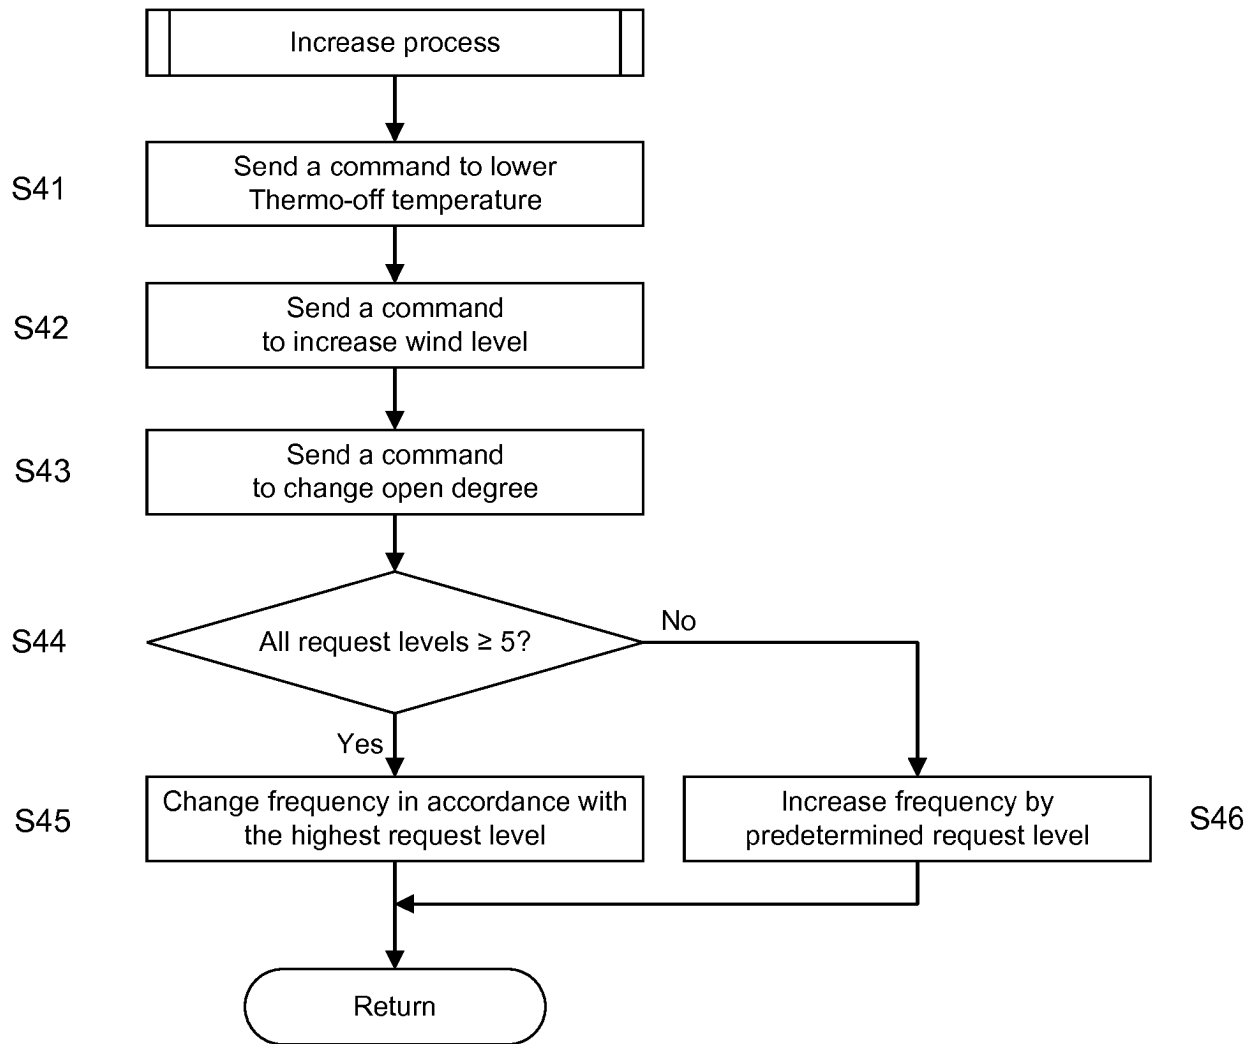 Increase process
S41
Send a command to lower
Thermo-off temperature
S42
Send a command
to increase wind level
S43
Send a command
to change open degree
S44
All request levels ≥ 5?
No
Yes
S45
Change frequency in accordance with
the highest request level
Increase frequency by
predetermined request level
S46
Return